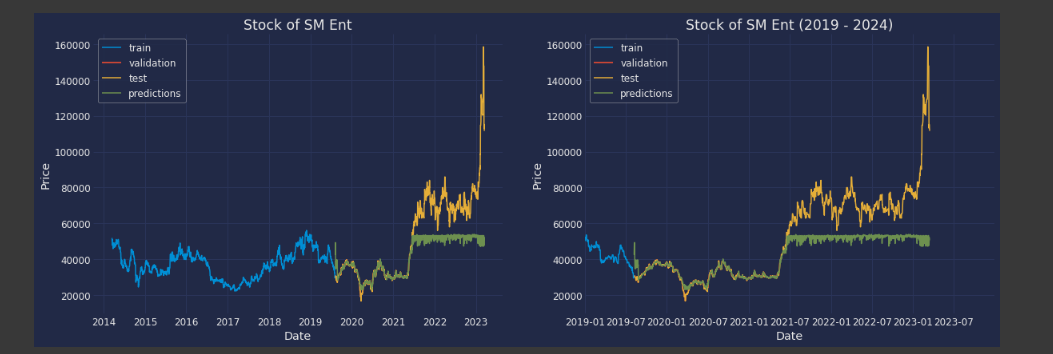 Stock of SM Ent
train
validation
test
predictions
160000
140000
120000
100000
80000
60000
40000
20000
Price
2014 2015 2016 2017 2018 2019 2020 2021 2022 2023
Date
Stock of SM Ent (2019 - 2024)
train
validation
test
predictions
160000
140000
120000
100000
80000
60000
40000
20000
Price
2019-01 2019-07 2020-01 2020-07 2021-01 2021-07 2022-01 2022-07 2023-01 2023-07
Date